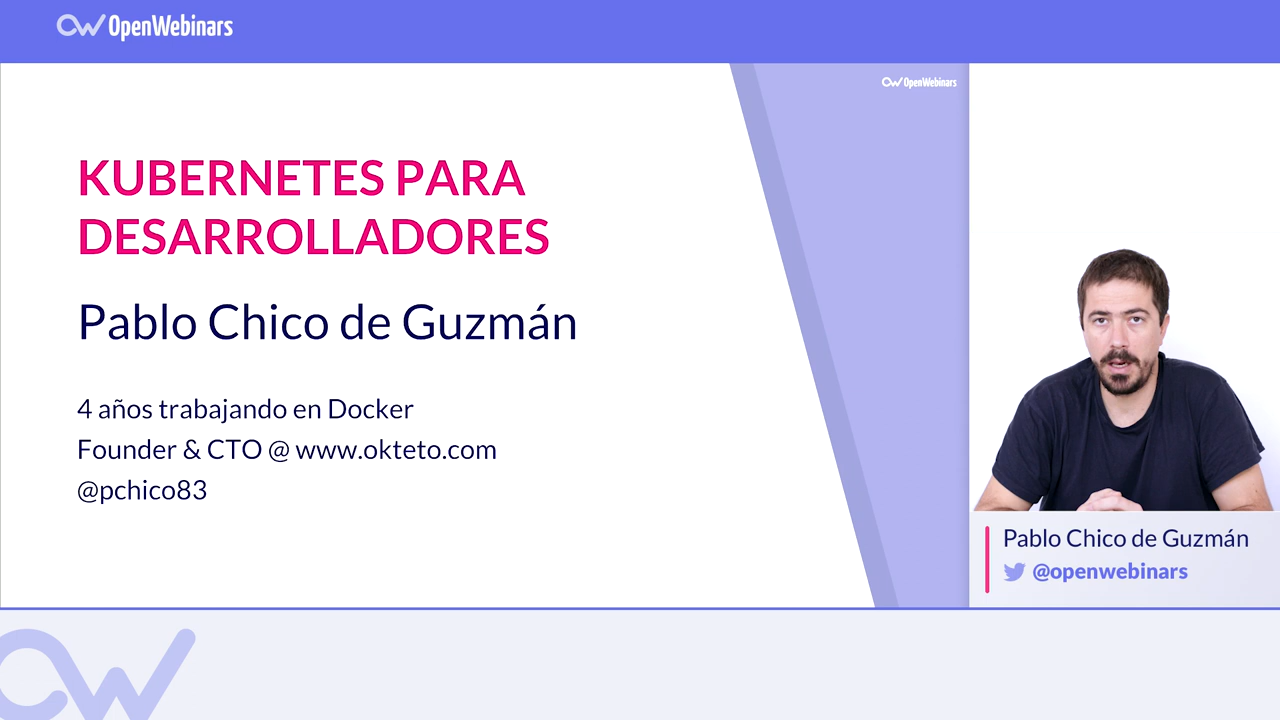 OpenWebinars
OpenWebinars
KUBERNETES PARA
DESARROLLADORES
Pablo Chico de Guzmán
4 años trabajando en Docker
Founder & CTO @ www.okteto.com
@pchico83
Pablo Chico de Guzmán
@openwebinars